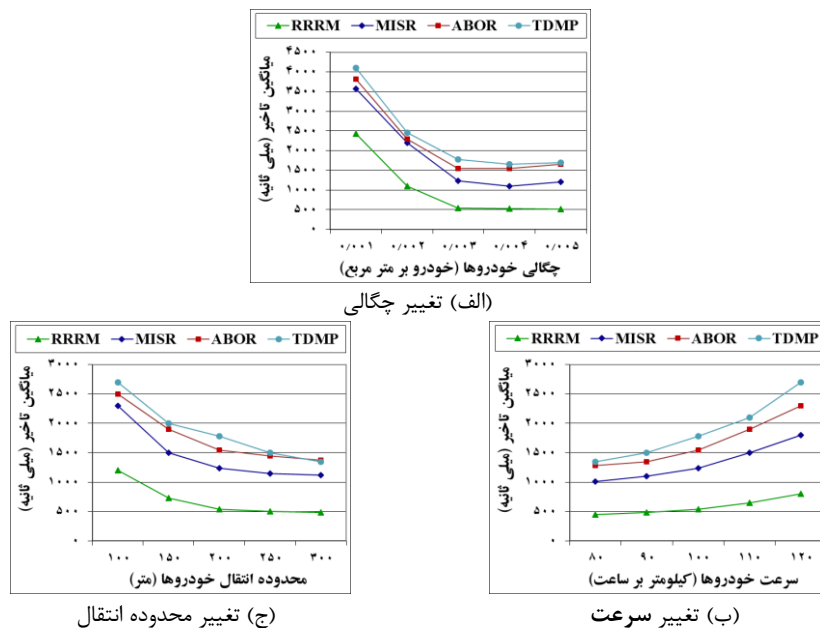 RRRM MISR ABOR TDMP
میانگین تاخیر (میلی ثانیه)
۴۵۰۰
۴۰۰۰
۳۵۰۰
۳۰۰۰
۲۵۰۰
۲۰۰۰
۱۵۰۰
۱۰۰۰
۵۰۰
۰
۰/۰۰۱ ۰/۰۰۲ ۰/۰۰۳ ۰/۰۰۴ ۰/۰۰۵
چگالی خودروها (خودرو بر متر مربع)
(الف) تغییر چگالی
RRRM MISR ABOR TDMP
میانگین تاخیر (میلی ثانیه)
۳۰۰۰
۲۵۰۰
۲۰۰۰
۱۵۰۰
۱۰۰۰
۵۰۰
۰
۸۰ ۹۰ ۱۰۰ ۱۱۰ ۱۲۰
سرعت خودروها (کیلومتر بر ساعت)
(ب) تغییر سرعت
RRRM MISR ABOR TDMP
میانگین تاخیر (میلی ثانیه)
۳۰۰۰
۲۵۰۰
۲۰۰۰
۱۵۰۰
۱۰۰۰
۵۰۰
۰
۱۰۰ ۱۵۰ ۲۰۰ ۲۵۰ ۳۰۰
محدوده انتقال خودروها (متر)
(ج) تغییر محدوده انتقال